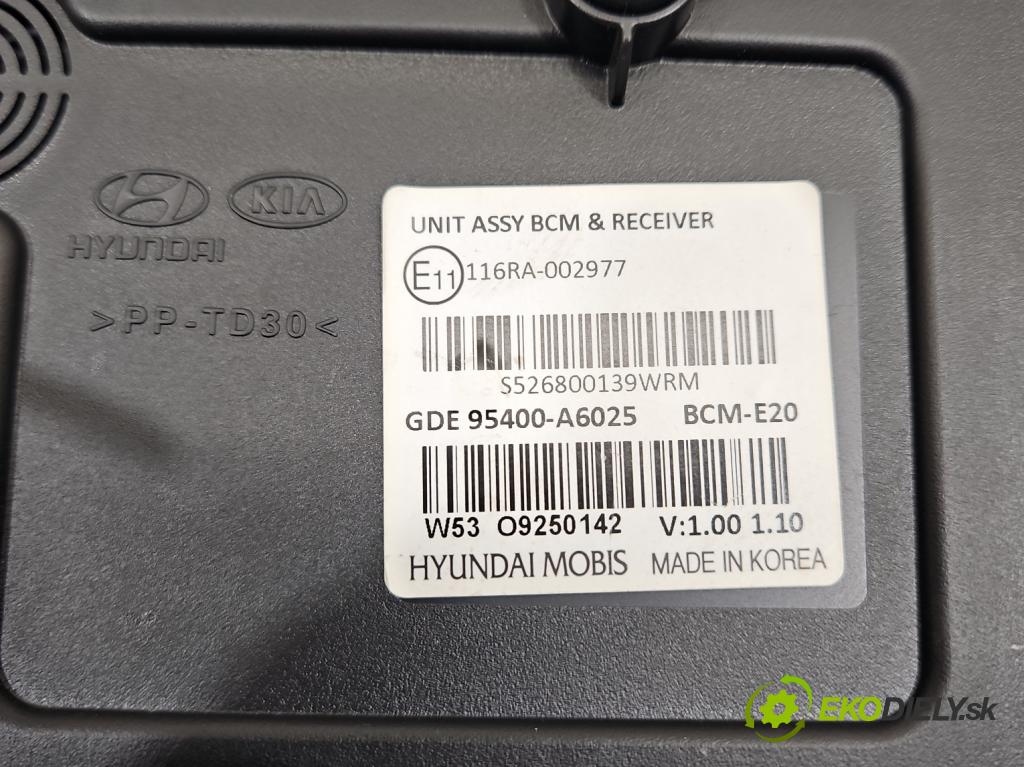 HYUNDAI
KIA
>PP-TD30<
UNIT ASSY BCM & RECEIVER
E11 116RA-002977
S526800139WRM
GDE 95400-A6025 BCM-E20
W53 O9250142 V:1.00 1.10
HYUNDAI MOBIS MADE IN KOREA
EKODIELY.sk